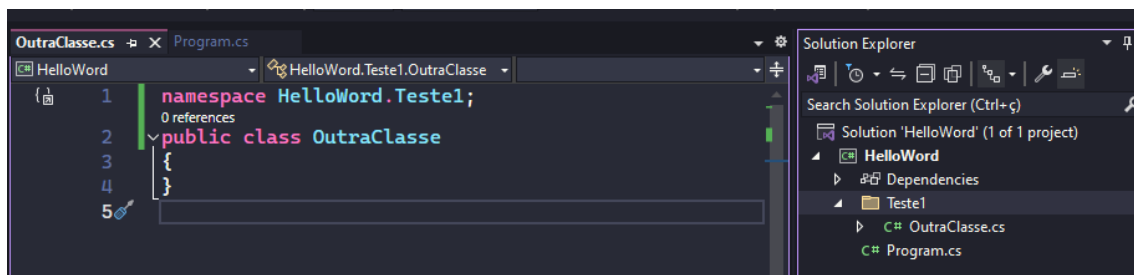 OutraClasse.cs Program.cs
C# HelloWord HelloWord.Teste1.OutraClasse
1 namespace HelloWord.Teste1;
0 references
2 public class OutraClasse
3 {
4 }
5
Solution Explorer
Search Solution Explorer (Ctrl+ç)
Solution 'HelloWord' (1 of 1 project)
C# HelloWord
Dependencies
Teste1
C# OutraClasse.cs
C# Program.cs